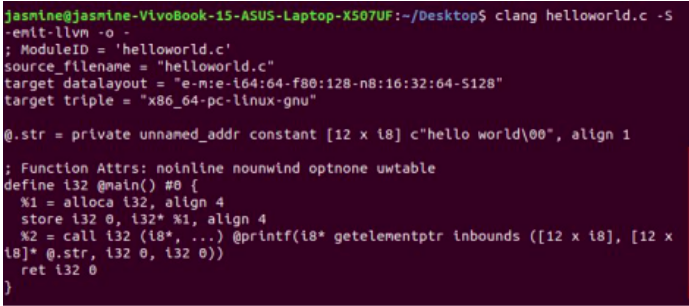 jasmine@jasmine-VivoBook-15-ASUS-Laptop-X507UF:~/Desktop$ clang helloworld.c -S
-emit-llvm -o -
; ModuleID = 'helloworld.c'
source_filename = "helloworld.c"
target datalayout = "e-m:e-i64:64-f80:128-n8:16:32:64-S128"
target triple = "x86_64-pc-linux-gnu"

@.str = private unnamed_addr constant [12 x i8] c"hello world\00", align 1

; Function Attrs: noinline nounwind optnone uwtable
define i32 @main() #0 {
  %1 = alloca i32, align 4
  store i32 0, i32* %1, align 4
  %2 = call i32 (i8*, ...) @printf(i8* getelementptr inbounds ([12 x i8], [12 x
i8]* @.str, i32 0, i32 0))
  ret i32 0
}